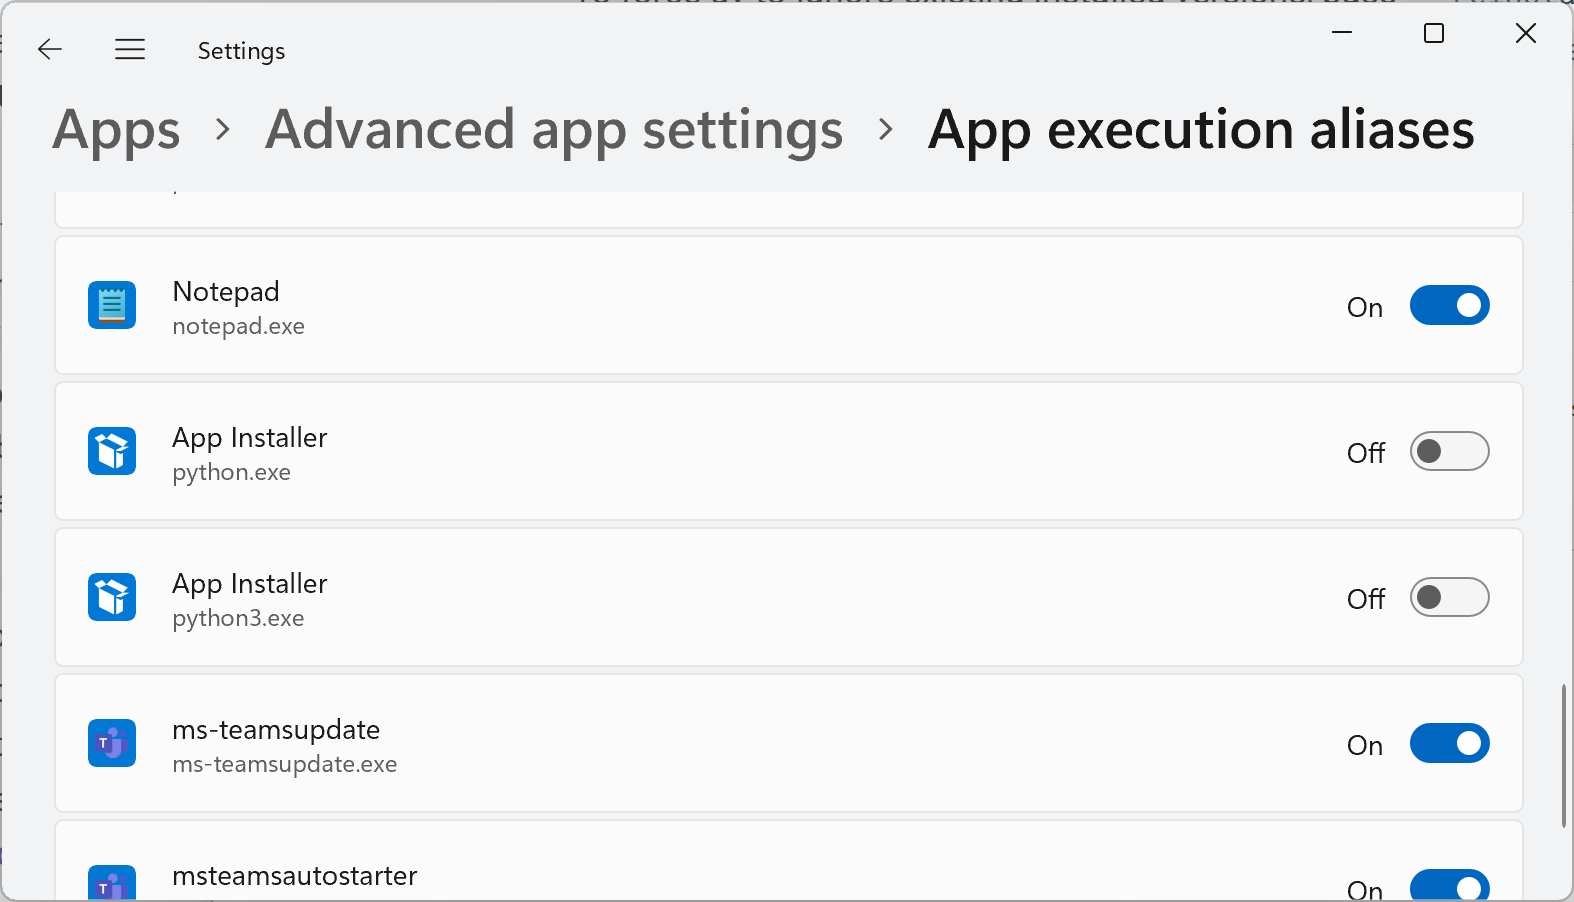 Settings
Apps > Advanced app settings > App execution aliases
Notepad
notepad.exe
On
App Installer
python.exe
Off
App Installer
python3.exe
Off
ms-teamsupdate
ms-teamsupdate.exe
On
msteamsautostarter
On